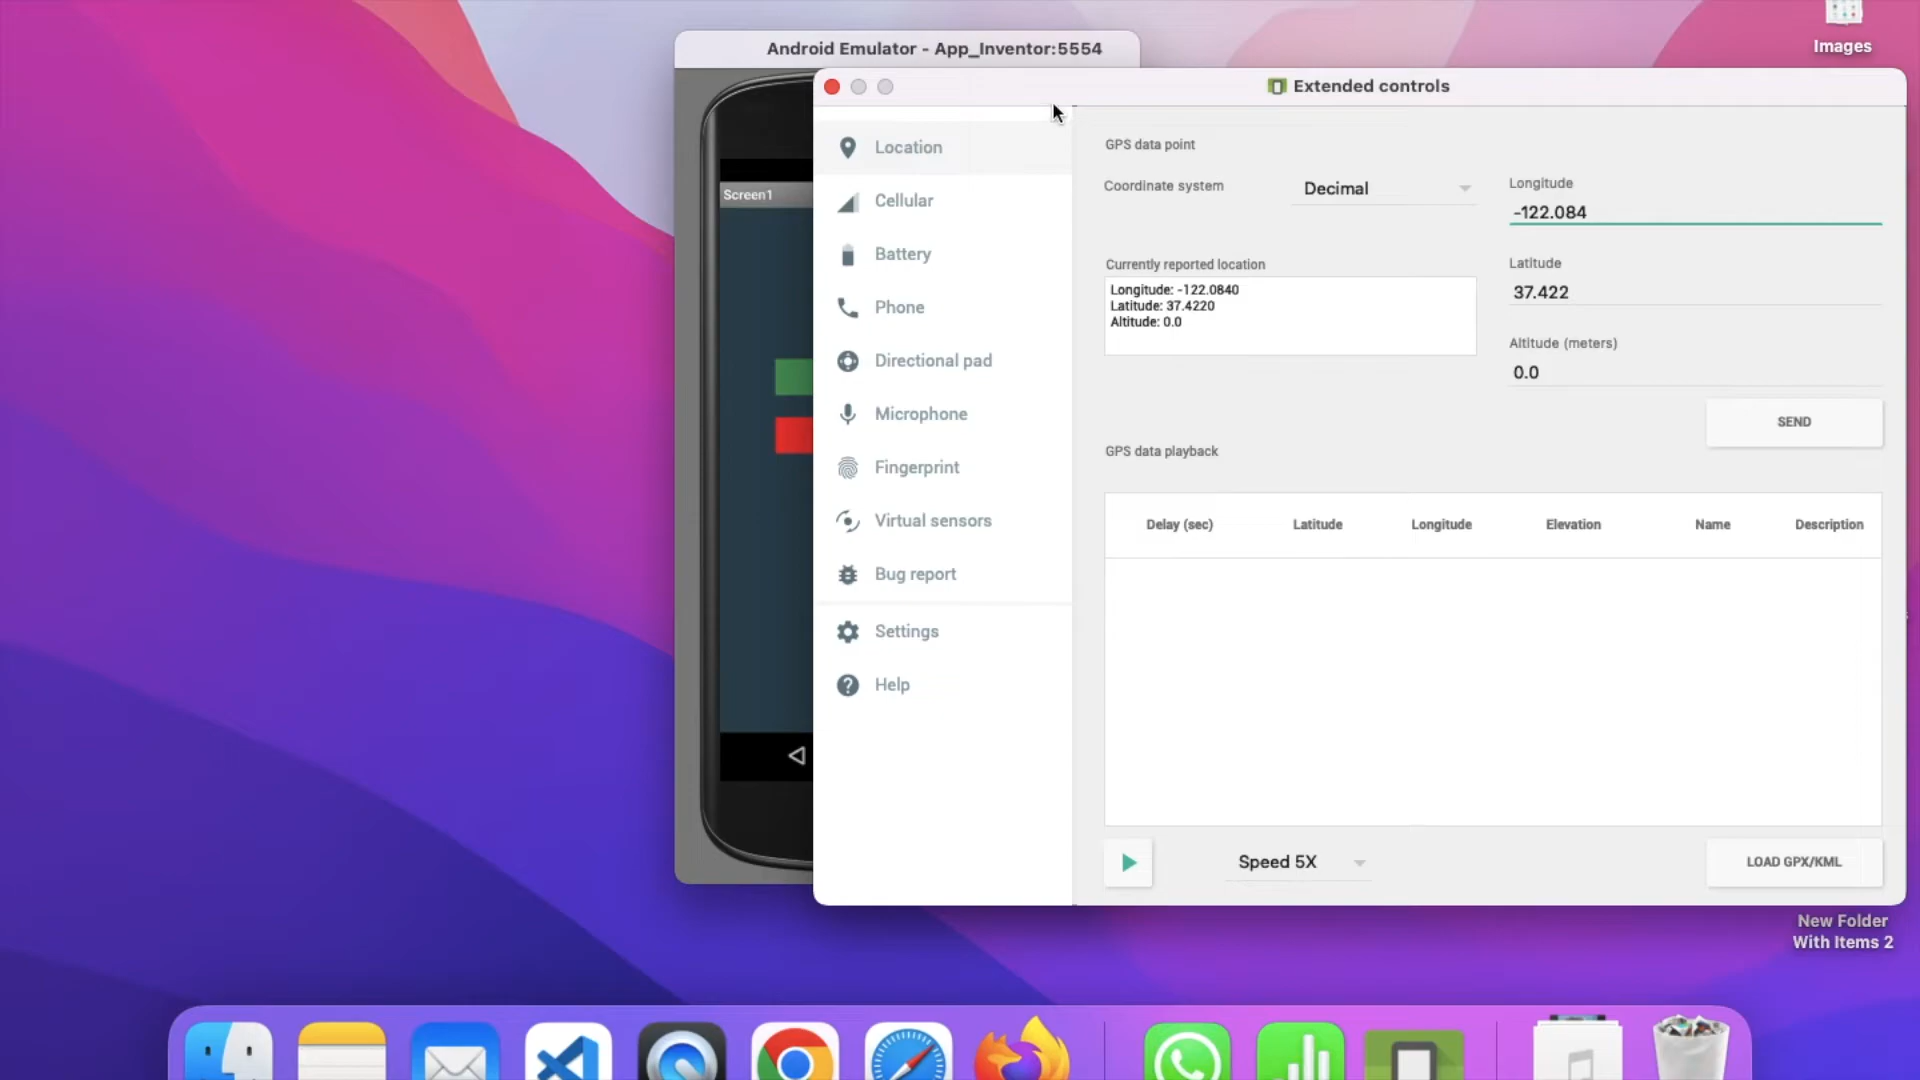 Images
Android Emulator - App_Inventor:5554
Extended controls
Screen1
Location
Cellular
Battery
Phone
Directional pad
Microphone
Fingerprint
Virtual sensors
Bug report
Settings
Help
GPS data point
Coordinate system
Decimal
Longitude
-122.084
Currently reported location
Longitude: -122.0840
Latitude: 37.4220
Altitude: 0.0
Latitude
37.422
Altitude (meters)
0.0
SEND
GPS data playback
Delay (sec) Latitude Longitude Elevation Name Description
Speed 5X
LOAD GPX/KML
New Folder
With Items 2